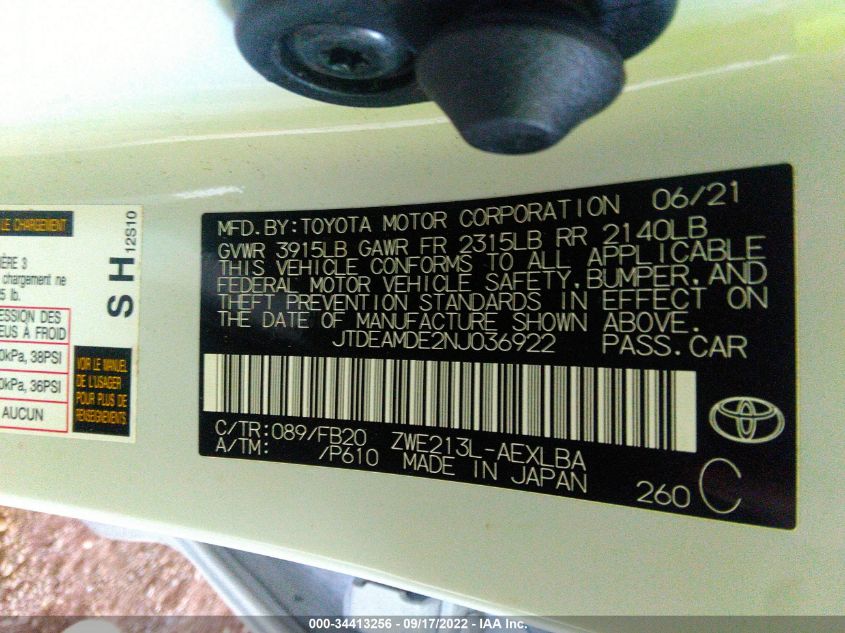 LE CHARGEMENT
ÈRE 3
chargement ne
5 lb.
SH
12S10
ESSION DES
EUS À FROID
0kPa, 38PSI
0kPa, 36PSI
AUCUN
VOIR LE MANUEL
DE L'USAGER
POUR PLUS DE
RENSEIGNEMENTS
MFD.BY:TOYOTA MOTOR CORPORATION 06/21
GVWR 3915LB GAWR FR 2315LB RR 2140LB
THIS VEHICLE CONFORMS TO ALL APPLICABLE
FEDERAL MOTOR VEHICLE SAFETY,BUMPER,AND
THEFT PREVENTION STANDARDS IN EFFECT ON
THE DATE OF MANUFACTURE SHOWN ABOVE.
JTDEAMDE2NJ036922 PASS.CAR
C/TR:089/FB20 ZWE213L-AEXLBA
A/TM: /P610 MADE IN JAPAN
260 C
000-34413256 - 09/17/2022 - IAA Inc.